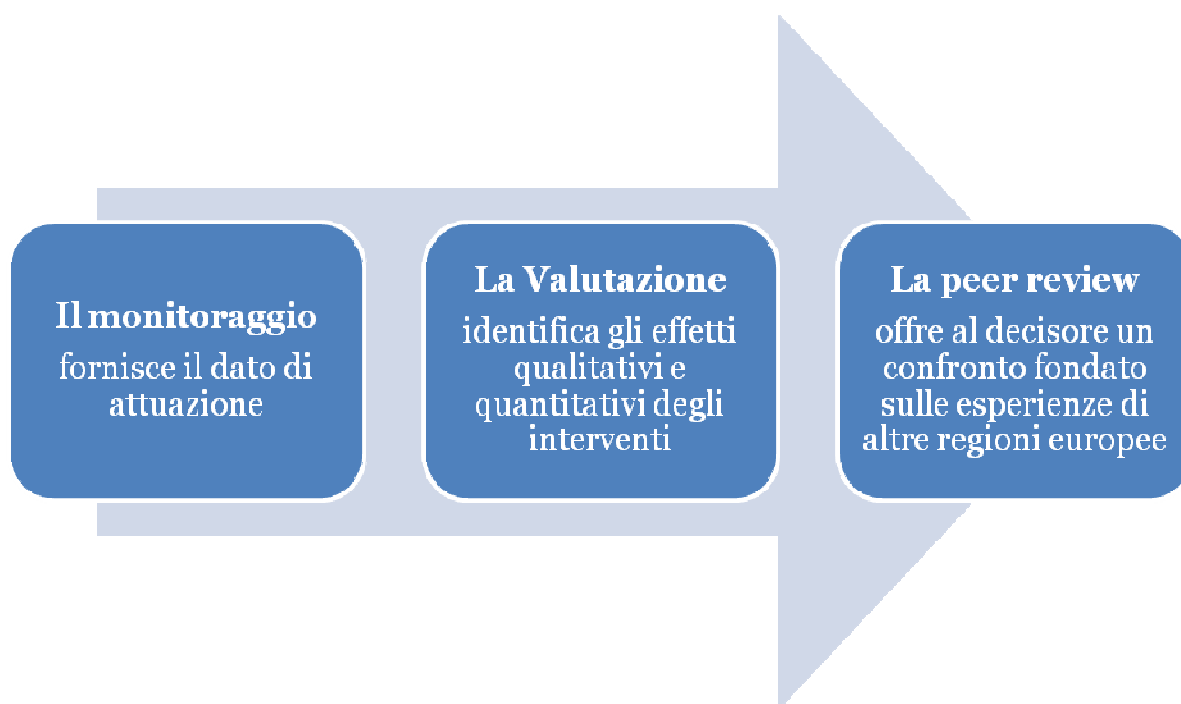 Il monitoraggio
fornisce il dato di
attuazione
La Valutazione
identifica gli effetti
qualitativi e
quantitativi degli
interventi
La peer review
offre al decisore un
confronto fondato
sulle esperienze di
altre regioni europee